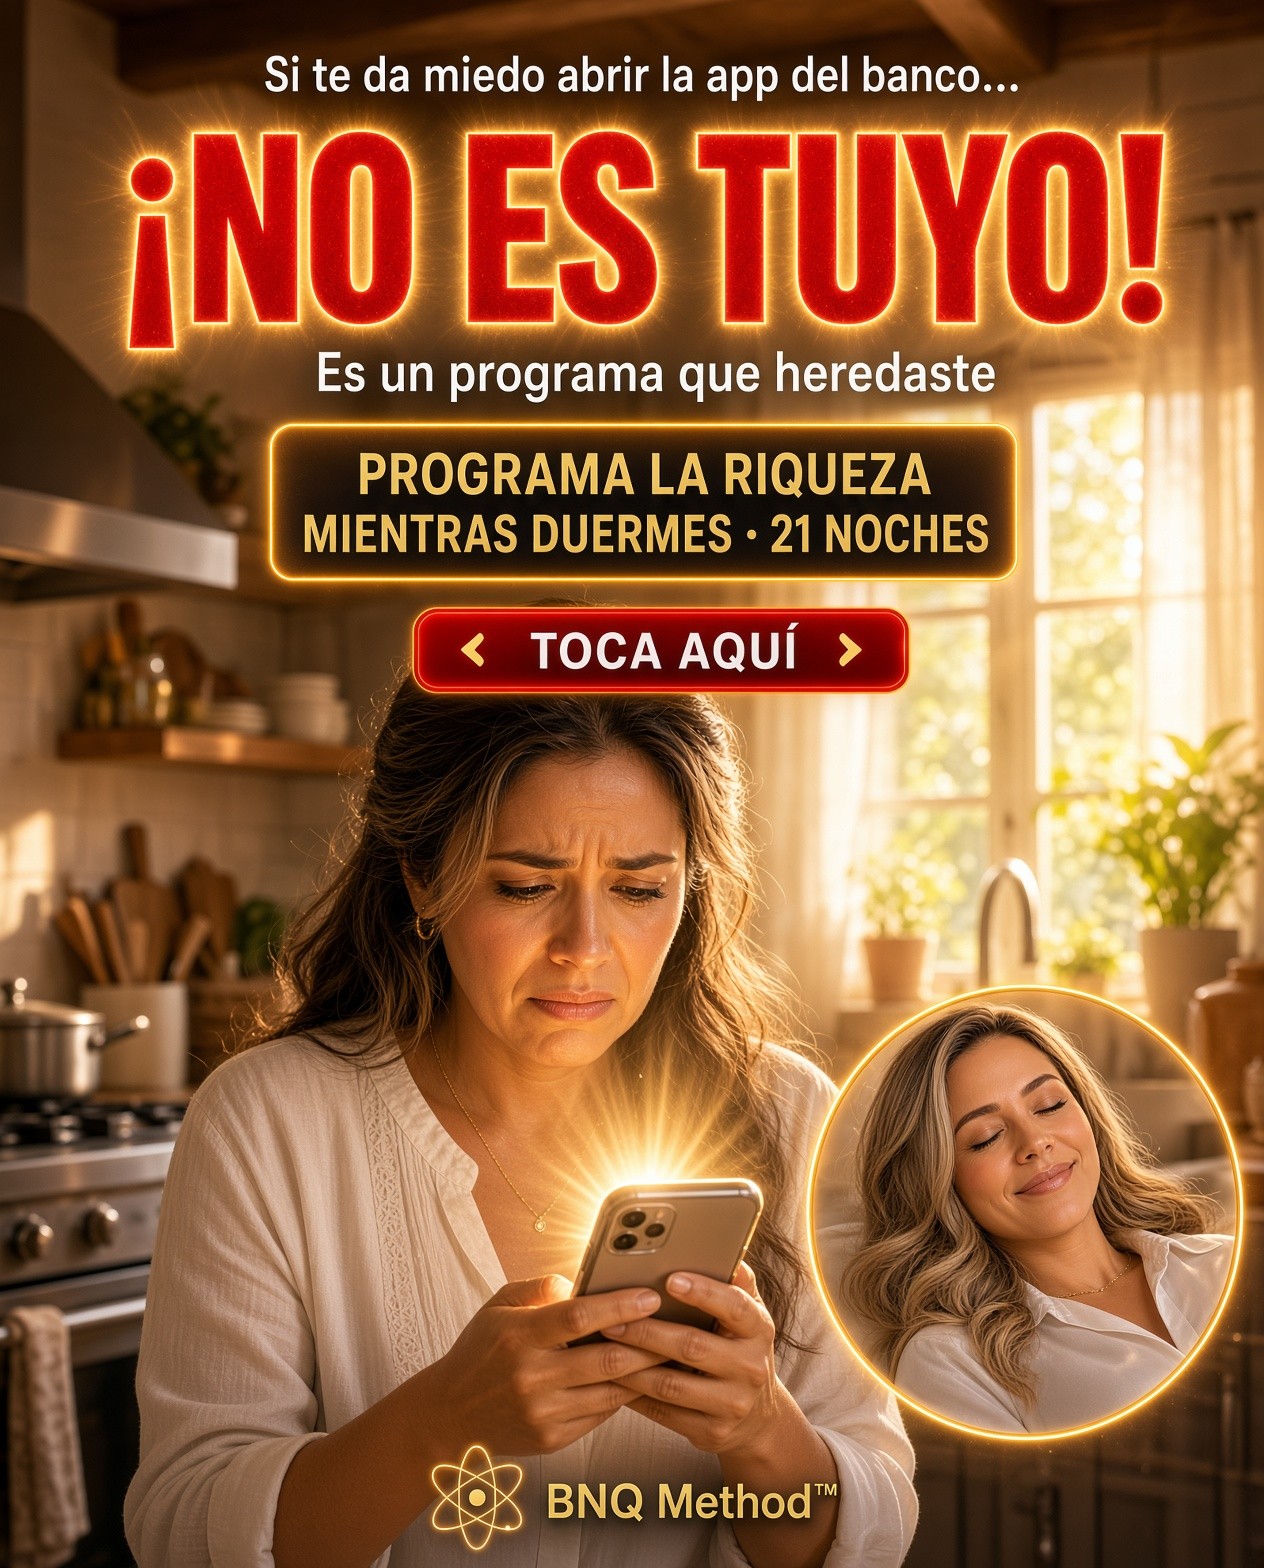 Si te da miedo abrir la app del banco...
¡NO ES TUYO!
Es un programa que heredaste
PROGRAMA LA RIQUEZA
MIENTRAS DUERMES · 21 NOCHES
< TOCA AQUÍ >
BNQ Method™